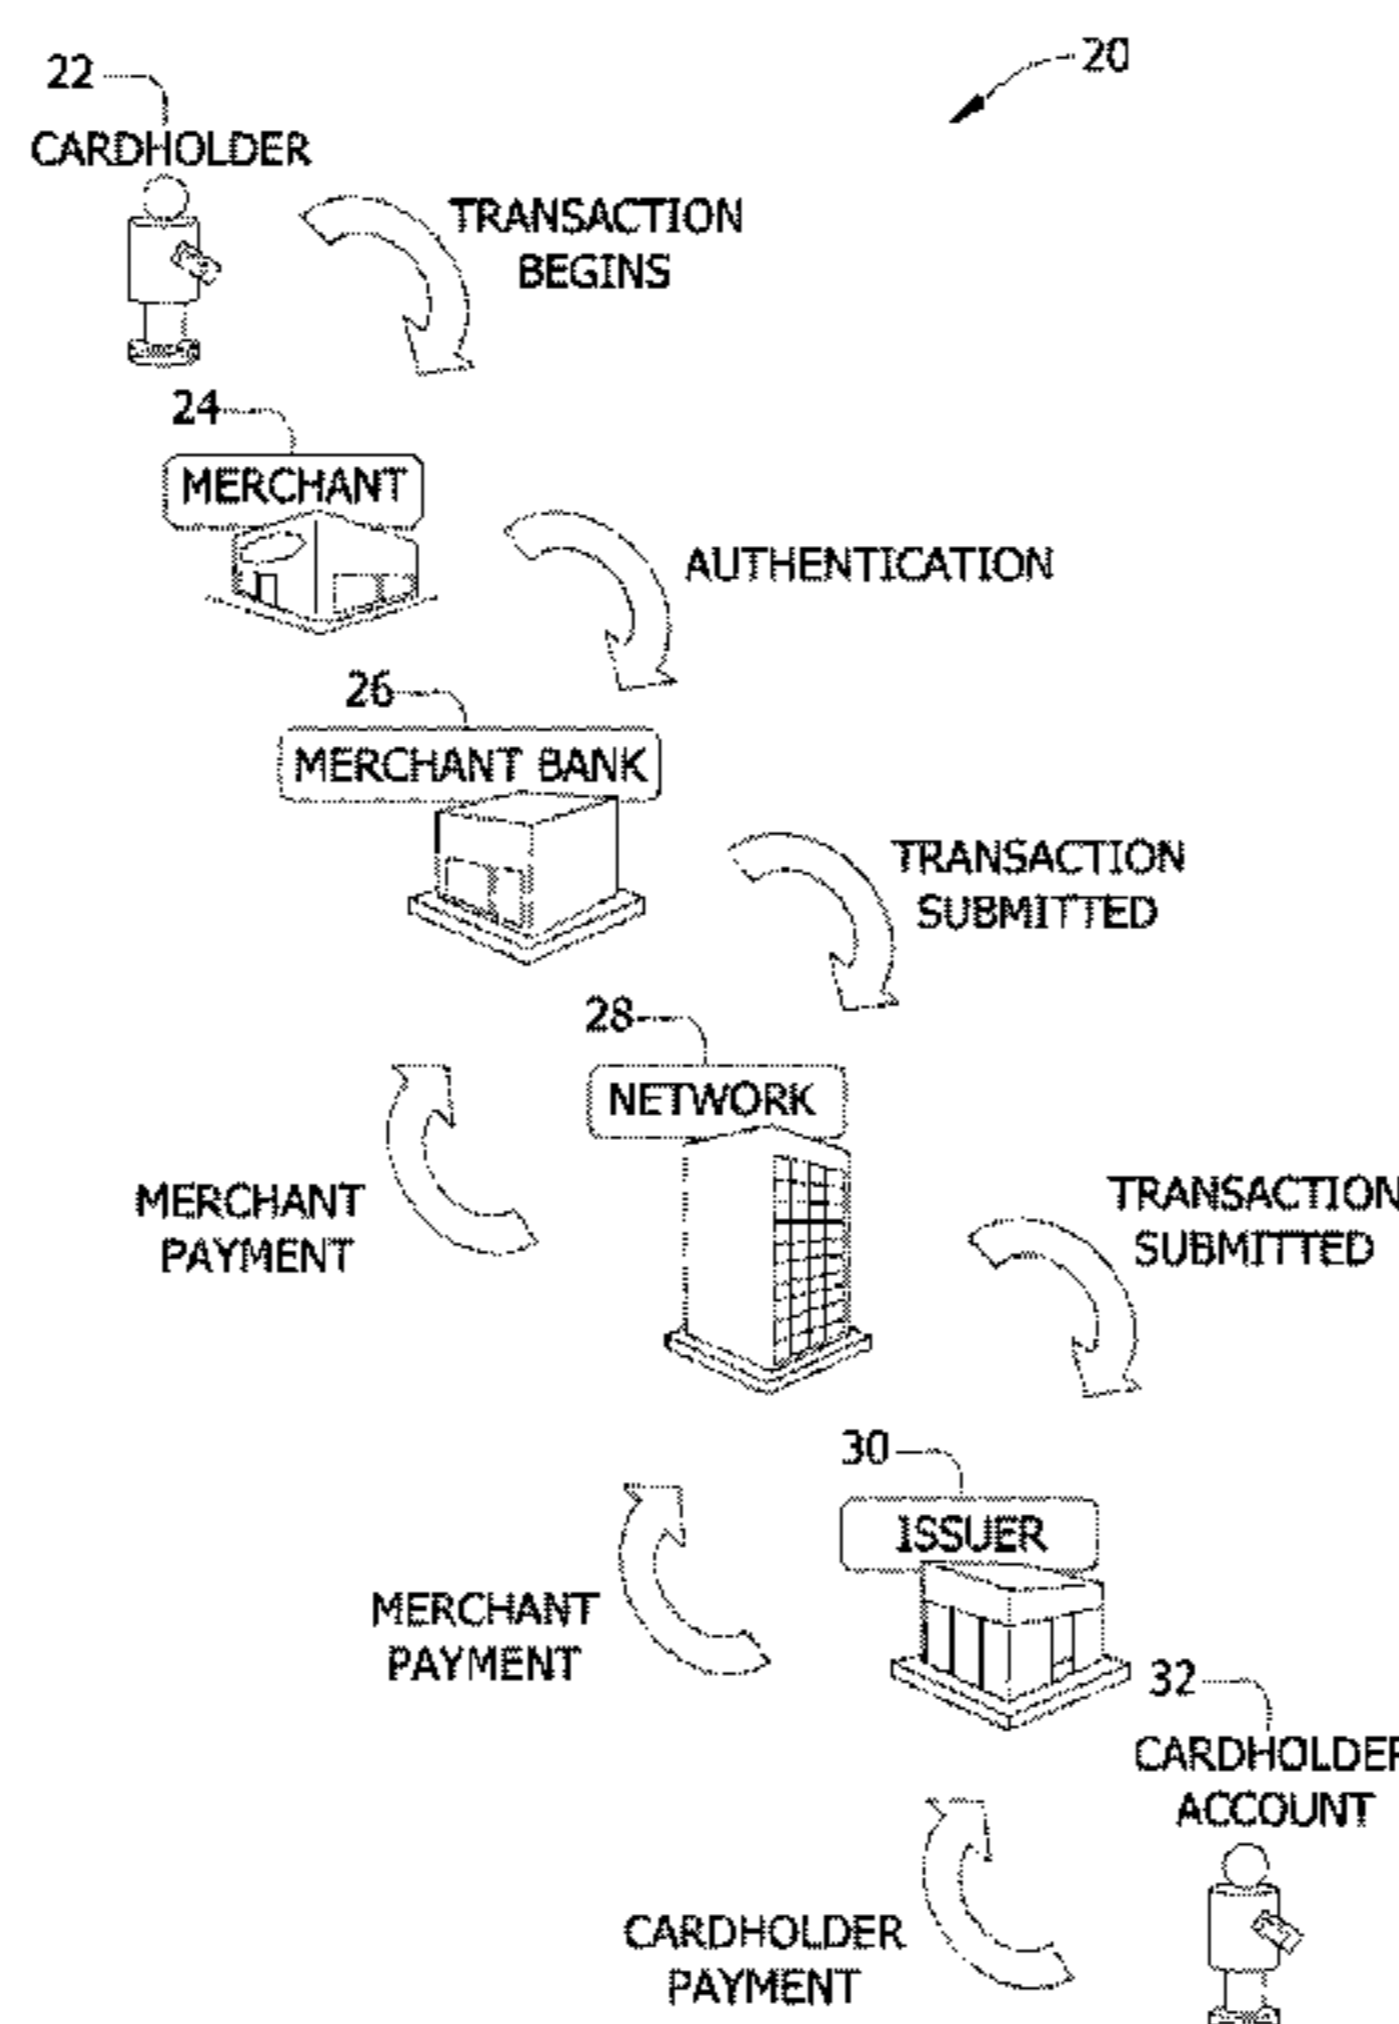 20
22
CARDHOLDER
TRANSACTION
BEGINS
24
MERCHANT
AUTHENTICATION
26
MERCHANT BANK
TRANSACTION
SUBMITTED
28
NETWORK
MERCHANT
PAYMENT
TRANSACTION
SUBMITTED
30
ISSUER
MERCHANT
PAYMENT
32
CARDHOLDER
ACCOUNT
CARDHOLDER
PAYMENT